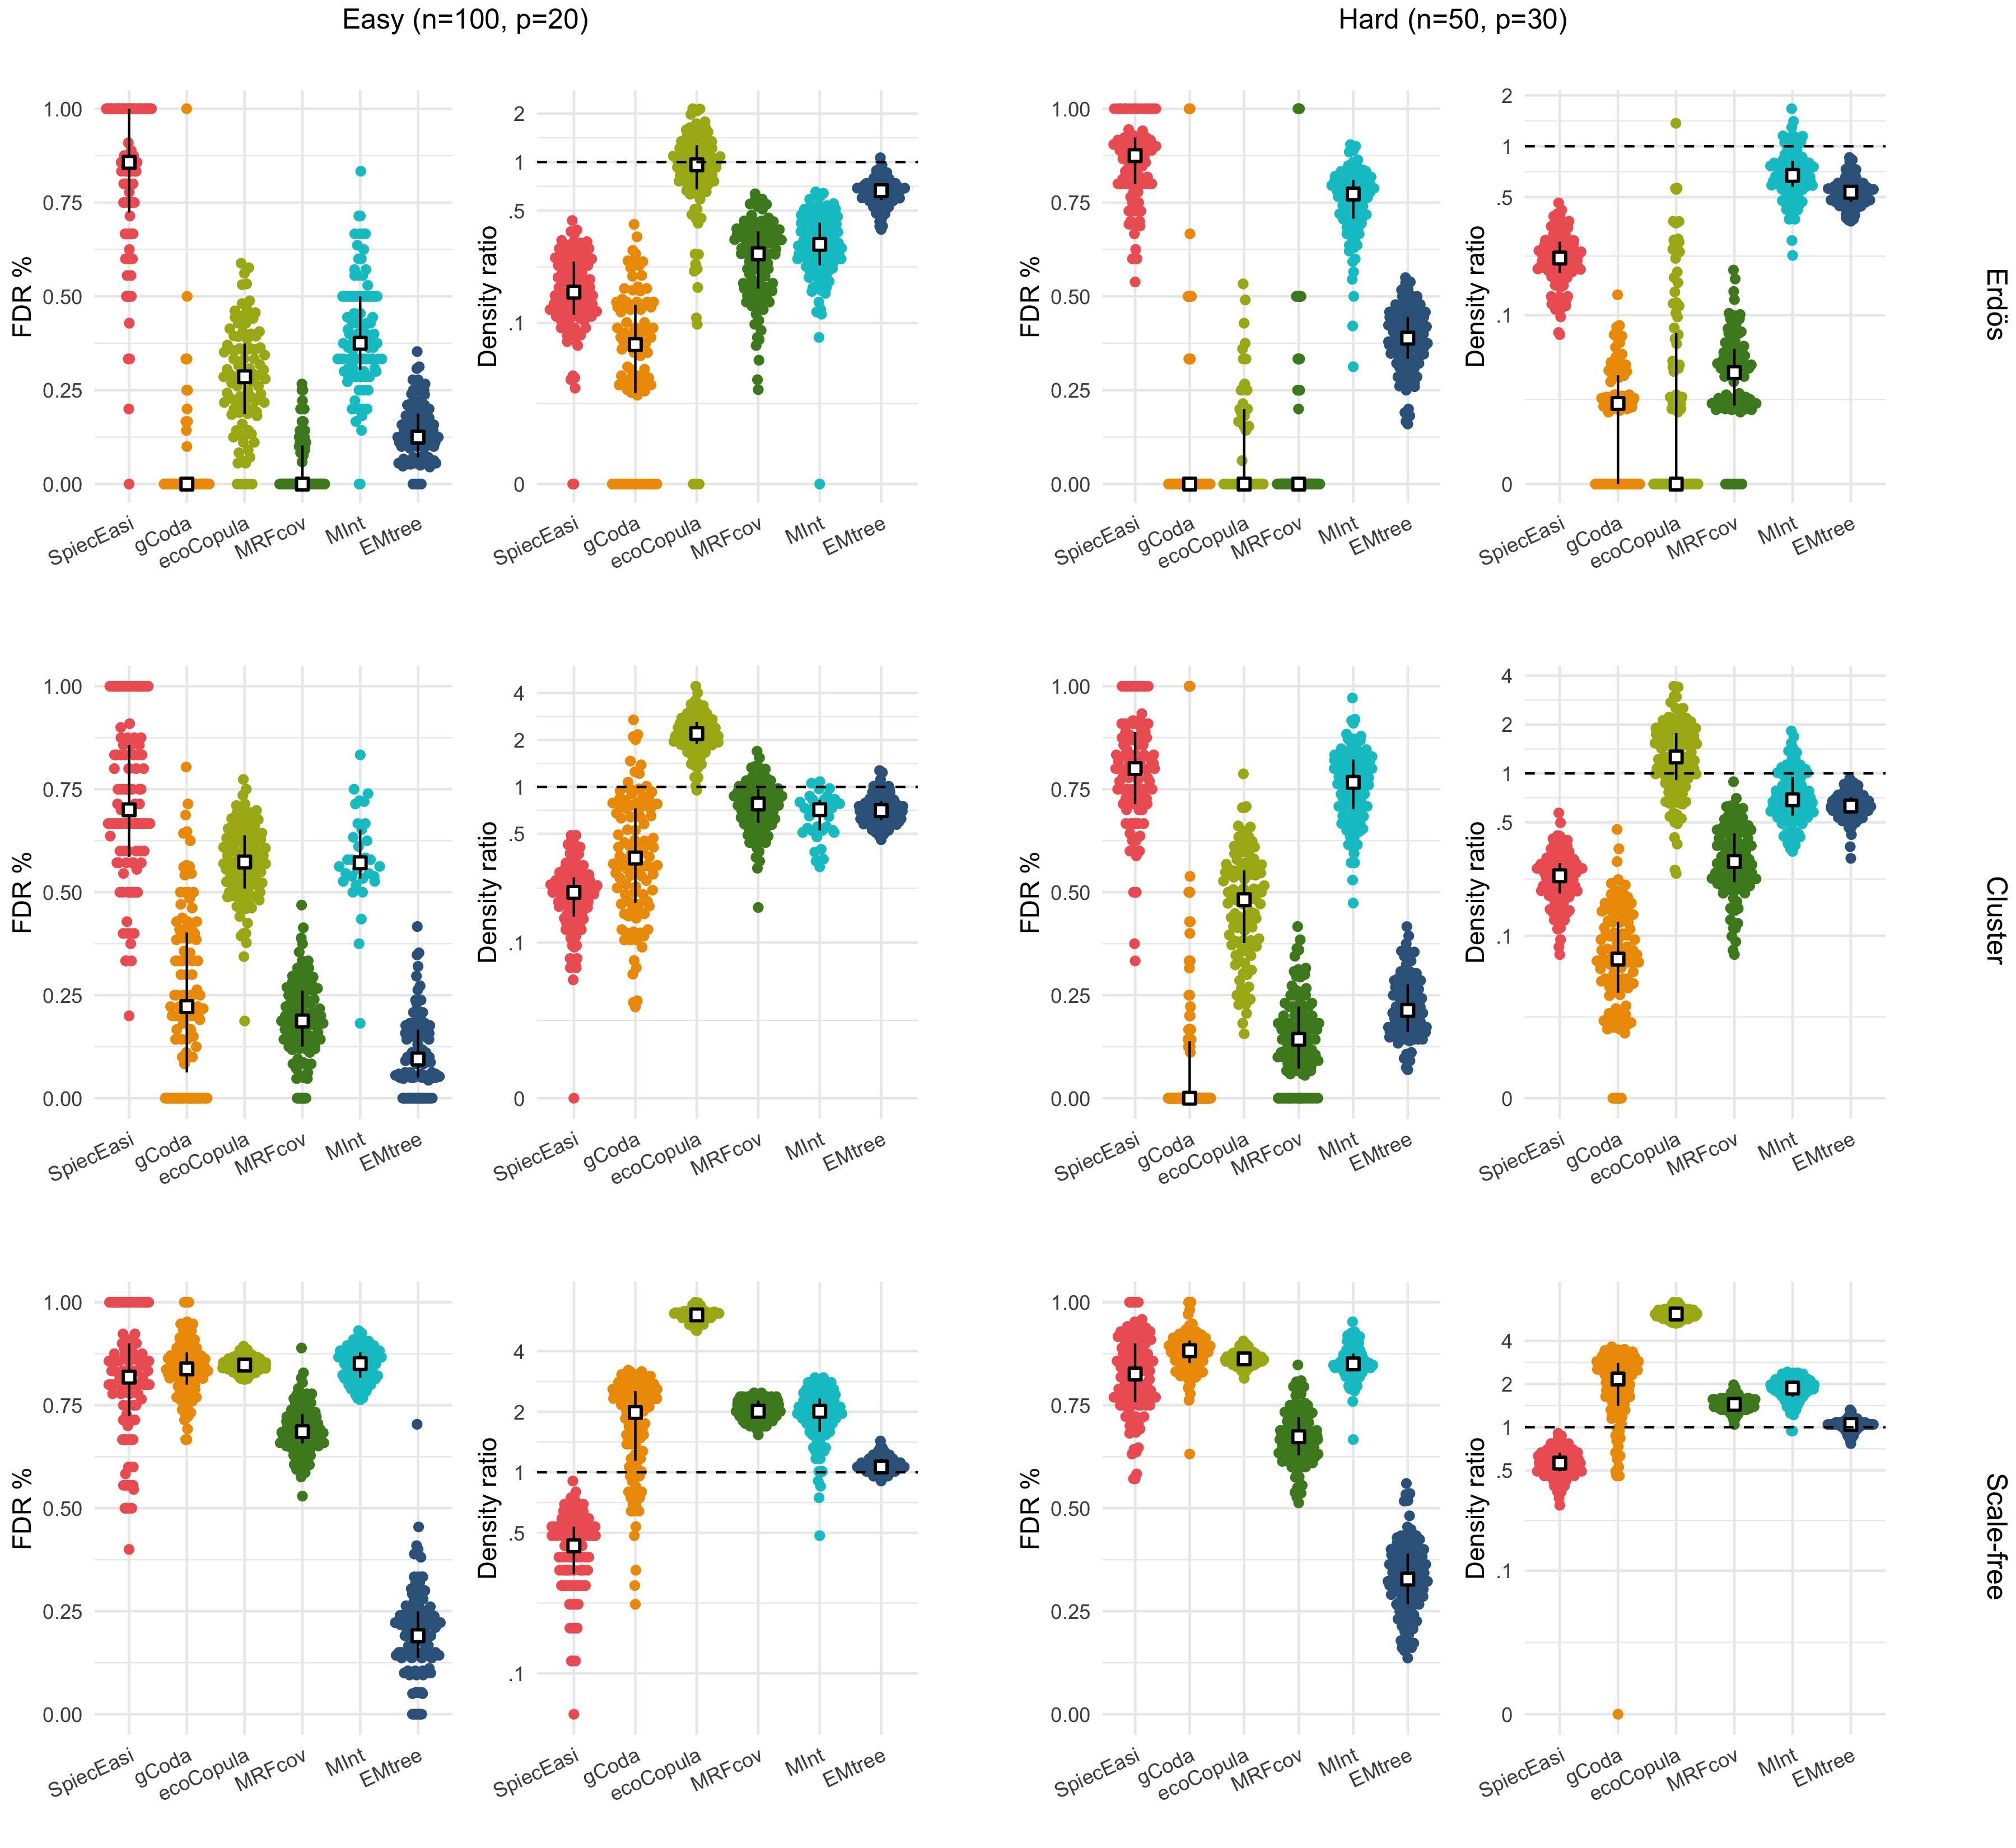 Easy (n=100, p=20)
Hard (n=50, p=30)
FDR %
1.00
0.75
0.50
0.25
0.00
SpiecEasi
gCoda
ecoCopula
MRFcov
MInt
EMtree
Density ratio
2
1
.5
.1
0
SpiecEasi
gCoda
ecoCopula
MRFcov
MInt
EMtree
FDR %
1.00
0.75
0.50
0.25
0.00
SpiecEasi
gCoda
ecoCopula
MRFcov
MInt
EMtree
Density ratio
2
1
.5
.1
0
SpiecEasi
gCoda
ecoCopula
MRFcov
MInt
EMtree
Erdös
FDR %
1.00
0.75
0.50
0.25
0.00
SpiecEasi
gCoda
ecoCopula
MRFcov
MInt
EMtree
Density ratio
4
2
1
.5
.1
0
SpiecEasi
gCoda
ecoCopula
MRFcov
MInt
EMtree
FDR %
1.00
0.75
0.50
0.25
0.00
SpiecEasi
gCoda
ecoCopula
MRFcov
MInt
EMtree
Density ratio
4
2
1
.5
.1
0
SpiecEasi
gCoda
ecoCopula
MRFcov
MInt
EMtree
Cluster
FDR %
1.00
0.75
0.50
0.25
0.00
SpiecEasi
gCoda
ecoCopula
MRFcov
MInt
EMtree
Density ratio
4
2
1
.5
.1
SpiecEasi
gCoda
ecoCopula
MRFcov
MInt
EMtree
FDR %
1.00
0.75
0.50
0.25
0.00
SpiecEasi
gCoda
ecoCopula
MRFcov
MInt
EMtree
Density ratio
4
2
1
.5
.1
0
SpiecEasi
gCoda
ecoCopula
MRFcov
MInt
EMtree
Scale-free